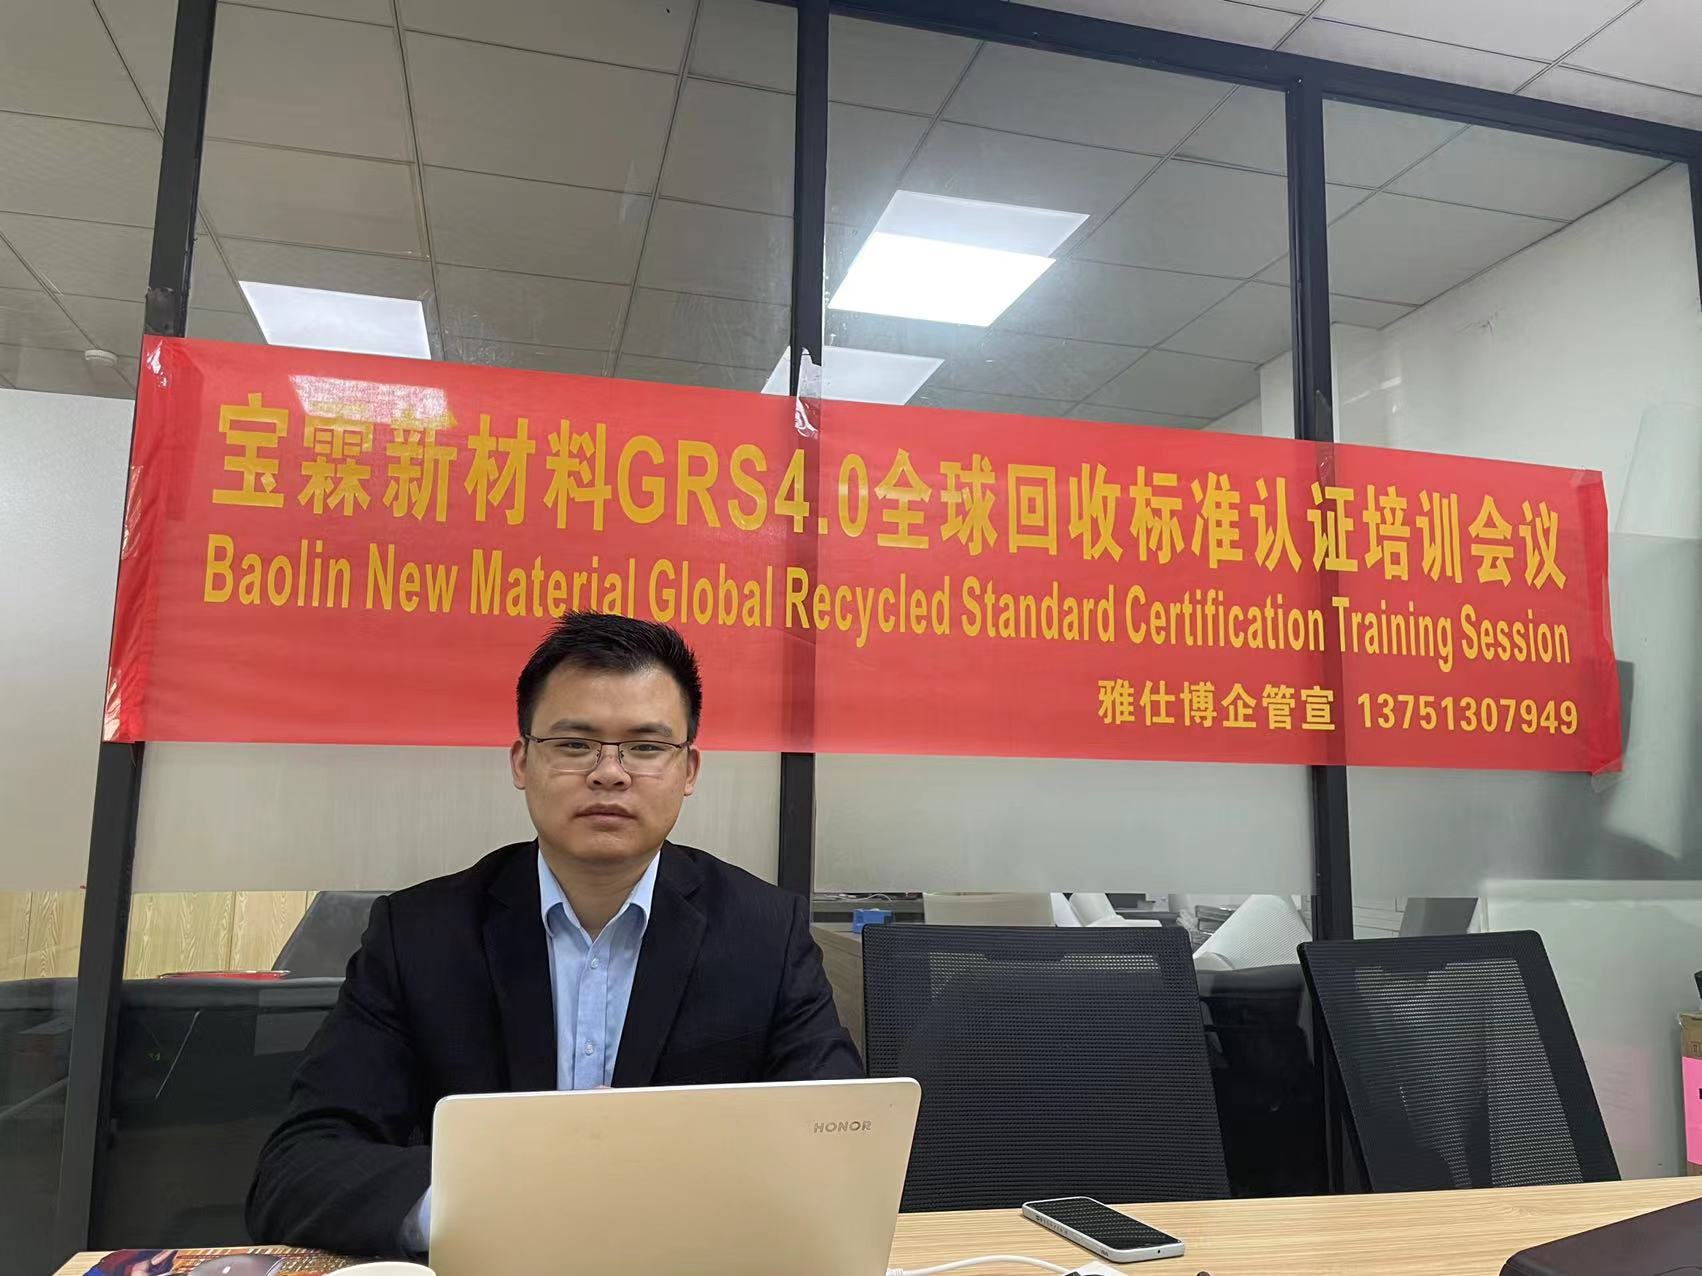 宝霖新材料GRS4.0全球回收标准认证培训会议
Baolin New Material Global Recycled Standard Certification Training Session
雅仕博企管宣 13751307949
HONOR